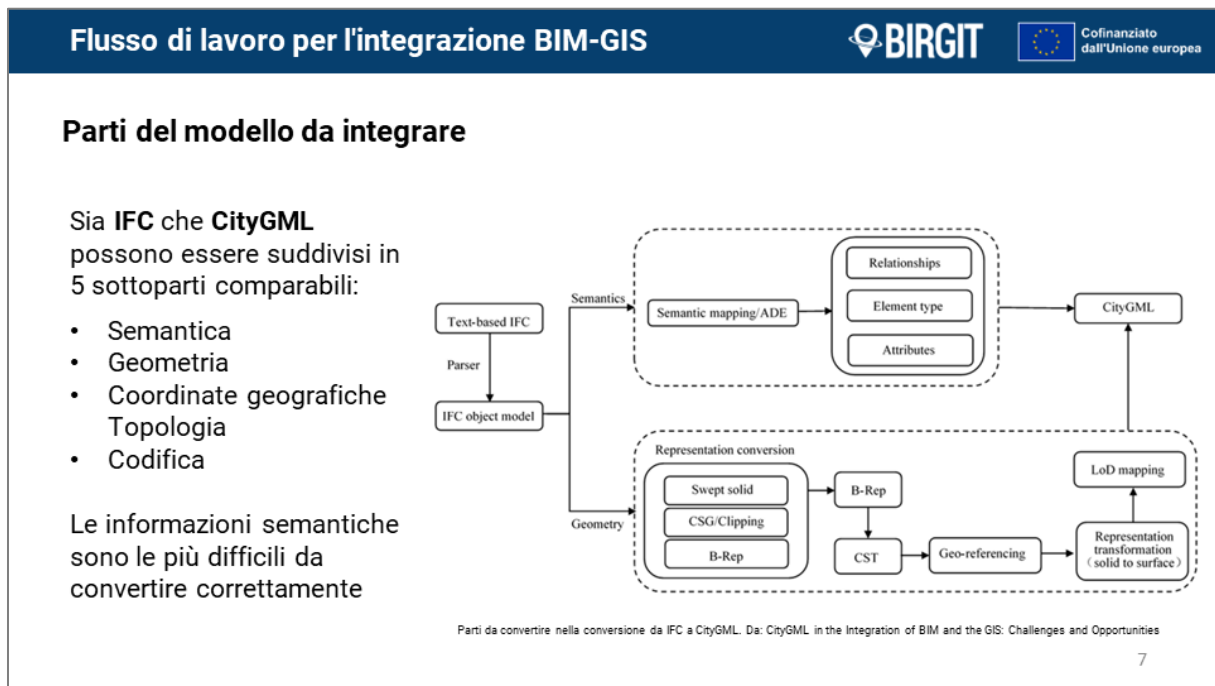 Flusso di lavoro per l'integrazione BIM-GIS
BIRGIT
Cofinanziato
dall'Unione europea
Parti del modello da integrare
Sia IFC che CityGML
possono essere suddivisi in
5 sottoparti comparabili:
• Semantica
• Geometria
• Coordinate geografiche
Topologia
• Codifica
Le informazioni semantiche
sono le più difficili da
convertire correttamente
Text-based IFC
Parser
IFC object model
Semantics
Semantic mapping/ADE
Relationships
Element type
Attributes
CityGML
Geometry
Representation conversion
Swept solid
CSG/Clipping
B-Rep
B-Rep
CST
Geo-referencing
Representation
transformation
(solid to surface)
LoD mapping
Parti da convertire nella conversione da IFC a CityGML. Da: CityGML in the Integration of BIM and the GIS: Challenges and Opportunities
7